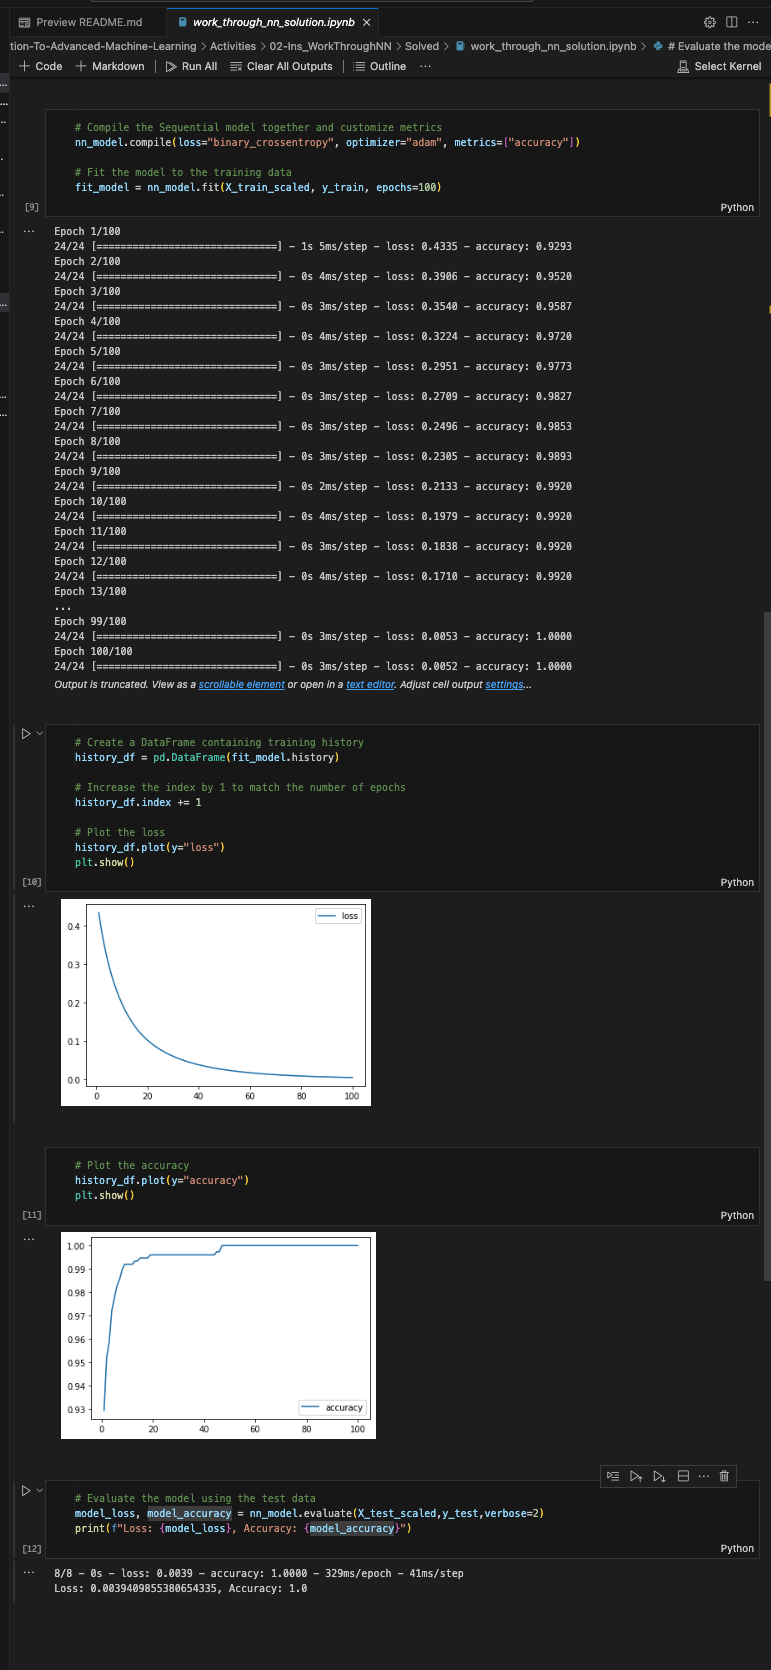 Preview README.md
work_through_nn_solution.ipynb
tion-To-Advanced-Machine-Learning > Activities > 02-Ins_WorkThroughNN > Solved > work_through_nn_solution.ipynb > # Evaluate the mode
+ Code + Markdown Run All Clear All Outputs Outline ... Select Kernel
# Compile the Sequential model together and customize metrics
nn_model.compile(loss="binary_crossentropy", optimizer="adam", metrics=["accuracy"])
# Fit the model to the training data
fit_model = nn_model.fit(X_train_scaled, y_train, epochs=100)
[9]
Python
... Epoch 1/100
24/24 [==============================] - 1s 5ms/step - loss: 0.4335 - accuracy: 0.9293
Epoch 2/100
24/24 [==============================] - 0s 4ms/step - loss: 0.3906 - accuracy: 0.9520
Epoch 3/100
24/24 [==============================] - 0s 3ms/step - loss: 0.3540 - accuracy: 0.9587
Epoch 4/100
24/24 [==============================] - 0s 4ms/step - loss: 0.3224 - accuracy: 0.9720
Epoch 5/100
24/24 [==============================] - 0s 3ms/step - loss: 0.2951 - accuracy: 0.9773
Epoch 6/100
24/24 [==============================] - 0s 3ms/step - loss: 0.2709 - accuracy: 0.9827
Epoch 7/100
24/24 [==============================] - 0s 3ms/step - loss: 0.2496 - accuracy: 0.9853
Epoch 8/100
24/24 [==============================] - 0s 3ms/step - loss: 0.2305 - accuracy: 0.9893
Epoch 9/100
24/24 [==============================] - 0s 2ms/step - loss: 0.2133 - accuracy: 0.9920
Epoch 10/100
24/24 [==============================] - 0s 4ms/step - loss: 0.1979 - accuracy: 0.9920
Epoch 11/100
24/24 [==============================] - 0s 3ms/step - loss: 0.1838 - accuracy: 0.9920
Epoch 12/100
24/24 [==============================] - 0s 4ms/step - loss: 0.1710 - accuracy: 0.9920
Epoch 13/100
...
Epoch 99/100
24/24 [==============================] - 0s 3ms/step - loss: 0.0053 - accuracy: 1.0000
Epoch 100/100
24/24 [==============================] - 0s 3ms/step - loss: 0.0052 - accuracy: 1.0000
Output is truncated. View as a scrollable element or open in a text editor. Adjust cell output settings...
# Create a DataFrame containing training history
history_df = pd.DataFrame(fit_model.history)
# Increase the index by 1 to match the number of epochs
history_df.index += 1
# Plot the loss
history_df.plot(y="loss")
plt.show()
[10]
Python
...
loss
0.4
0.3
0.2
0.1
0.0
0 20 40 60 80 100
# Plot the accuracy
history_df.plot(y="accuracy")
plt.show()
[11]
Python
...
1.00
0.99
0.98
0.97
0.96
0.95
0.94
0.93
accuracy
0 20 40 60 80 100
# Evaluate the model using the test data
model_loss, model_accuracy = nn_model.evaluate(X_test_scaled,y_test,verbose=2)
print(f"Loss: {model_loss}, Accuracy: {model_accuracy}")
[12]
Python
... 8/8 - 0s - loss: 0.0039 - accuracy: 1.0000 - 329ms/epoch - 41ms/step
Loss: 0.0039409855380654335, Accuracy: 1.0